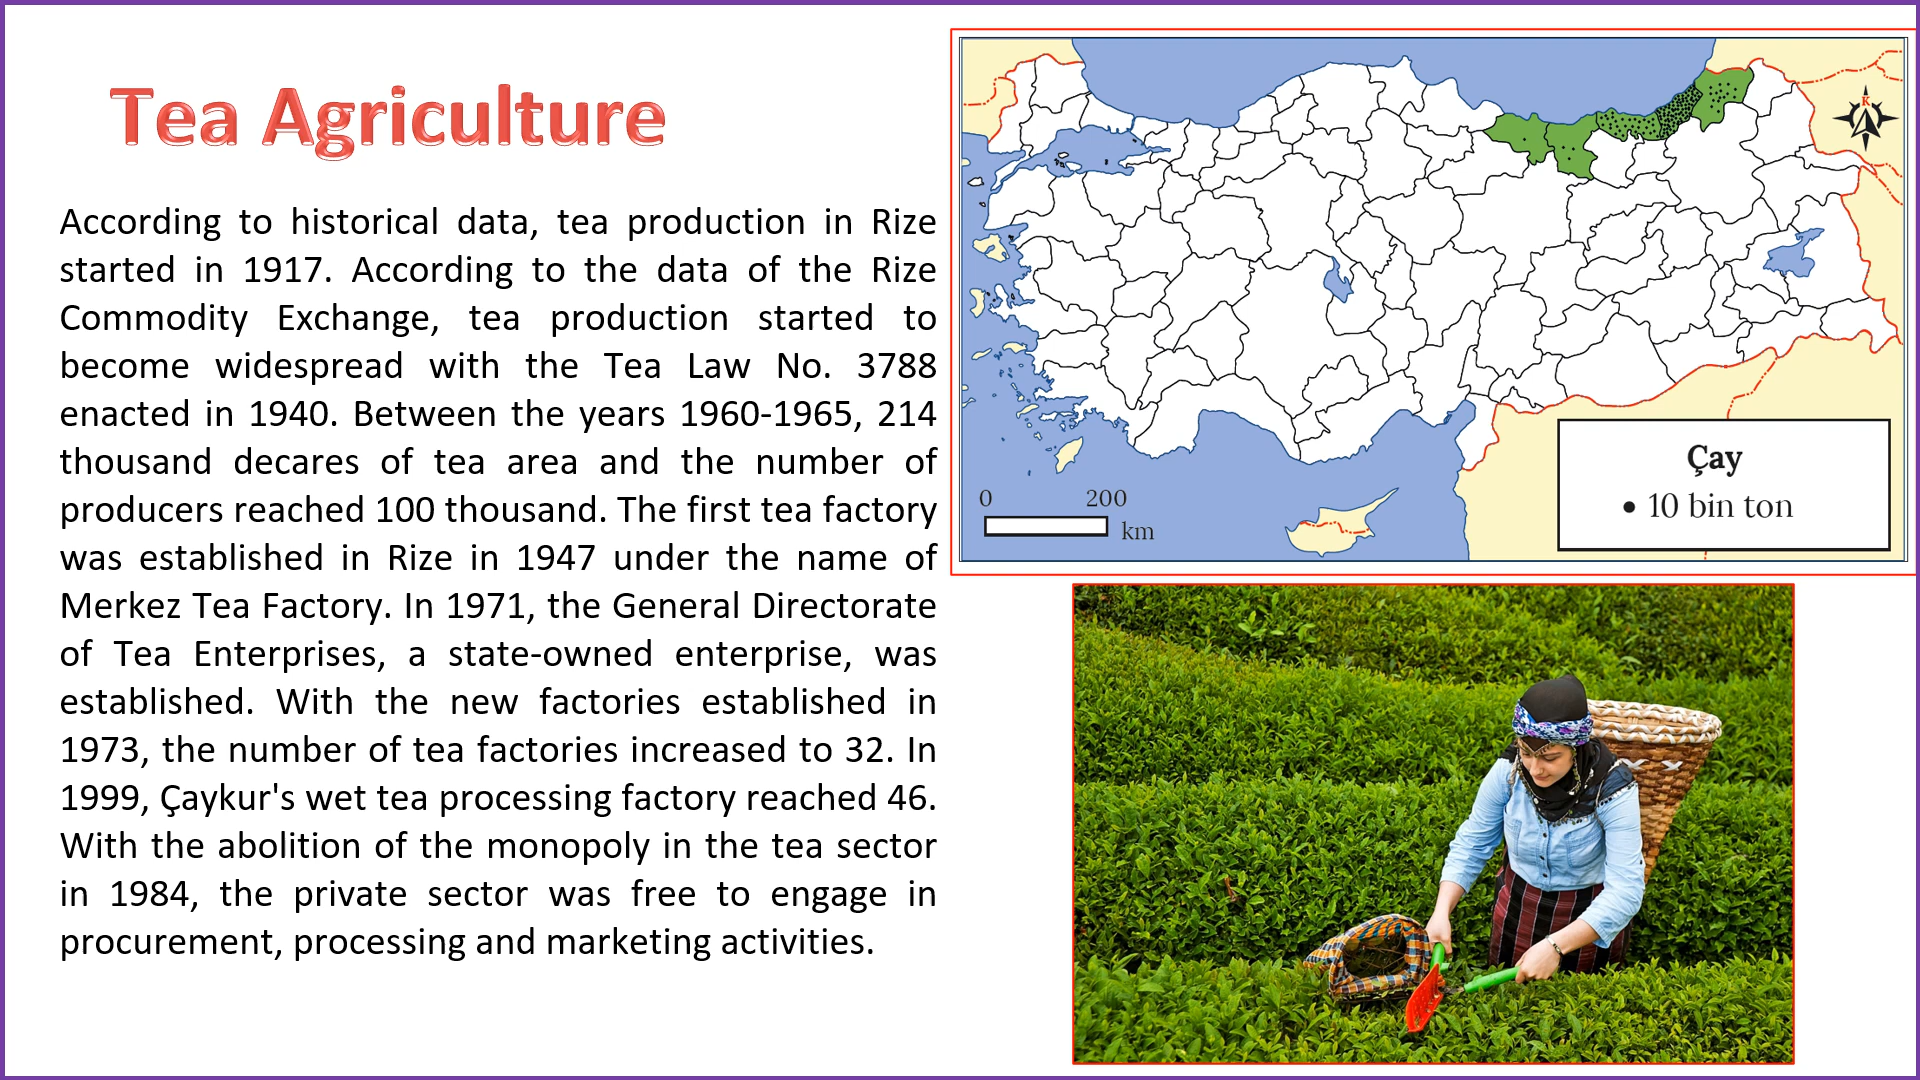 Tea Agriculture
According to historical data, tea production in Rize
started in 1917. According to the data of the Rize
Commodity Exchange, tea production started to
become widespread with the Tea Law No. 3788
enacted in 1940. Between the years 1960-1965, 214
thousand decares of tea area and the number of
producers reached 100 thousand. The first tea factory
was established in Rize in 1947 under the name of
Merkez Tea Factory. In 1971, the General Directorate
of Tea Enterprises, a state-owned enterprise, was
established. With the new factories established in
1973, the number of tea factories increased to 32. In
1999, Çaykur's wet tea processing factory reached 46.
With the abolition of the monopoly in the tea sector
in 1984, the private sector was free to engage in
procurement, processing and marketing activities.
K
0 200
km
Çay
• 10 bin ton